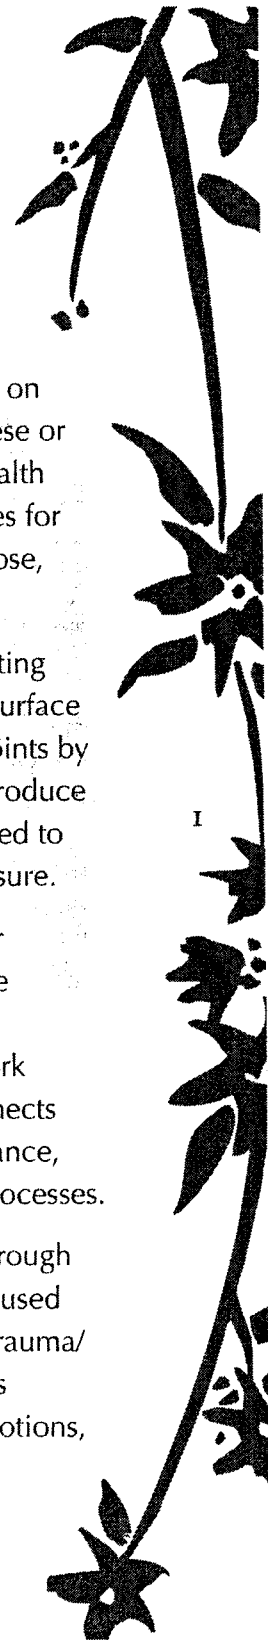 on
ese or
alth
es for
ose,
ting
urface
oints by
roduce
ed to
sure.
I
r
e
ork
nects
ance,
ocesses.
rough
used
rauma/
s
otions,